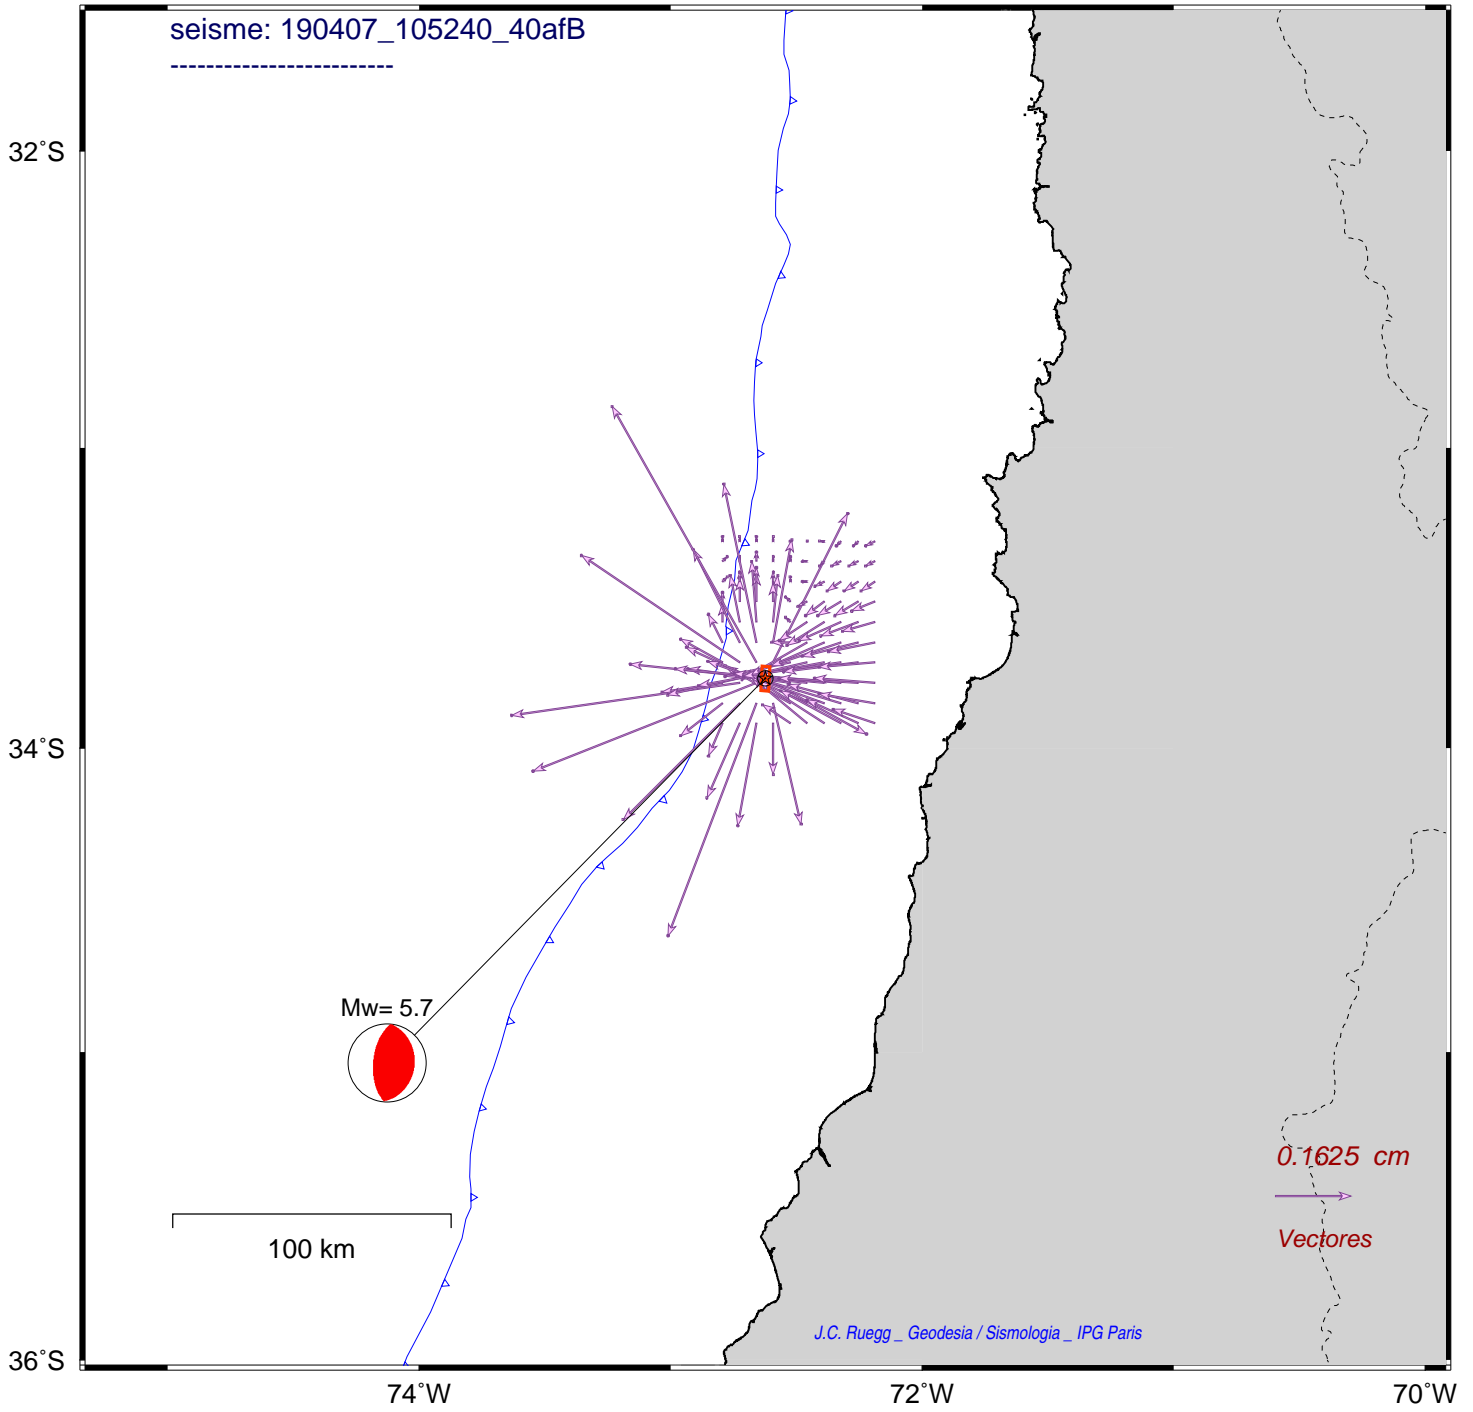 seisme: 190407_105240_40afB
-------------------------
32°S
34°S
Mw= 5.7
0.1625 cm
100 km
Vectores
J.C. Ruegg _ Geodesia / Sismologia _ IPG Paris
36°S
74°W
72°W
70°W